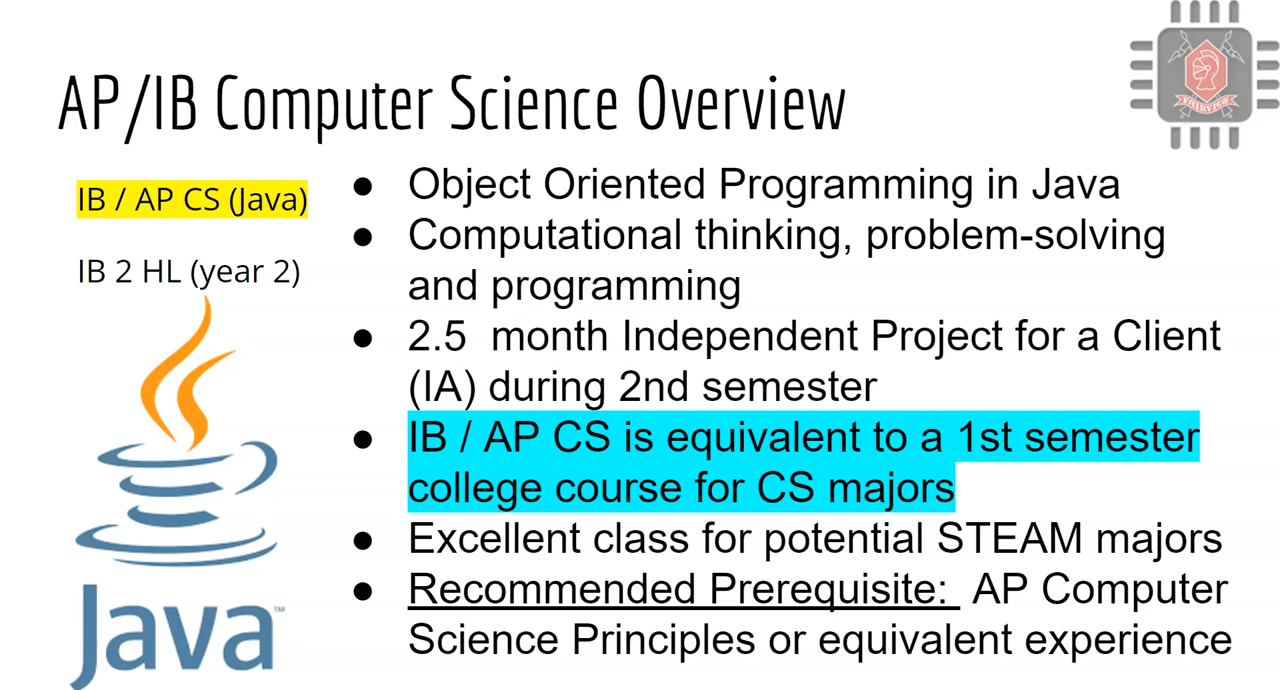 AP/IB Computer Science Overview
IB / AP CS (Java)
IB 2 HL (year 2)
Java™
● Object Oriented Programming in Java
● Computational thinking, problem-solving
and programming
● 2.5  month Independent Project for a Client
(IA) during 2nd semester
● IB / AP CS is equivalent to a 1st semester
college course for CS majors
● Excellent class for potential STEAM majors
● Recommended Prerequisite:  AP Computer
Science Principles or equivalent experience
FAIRVIEW